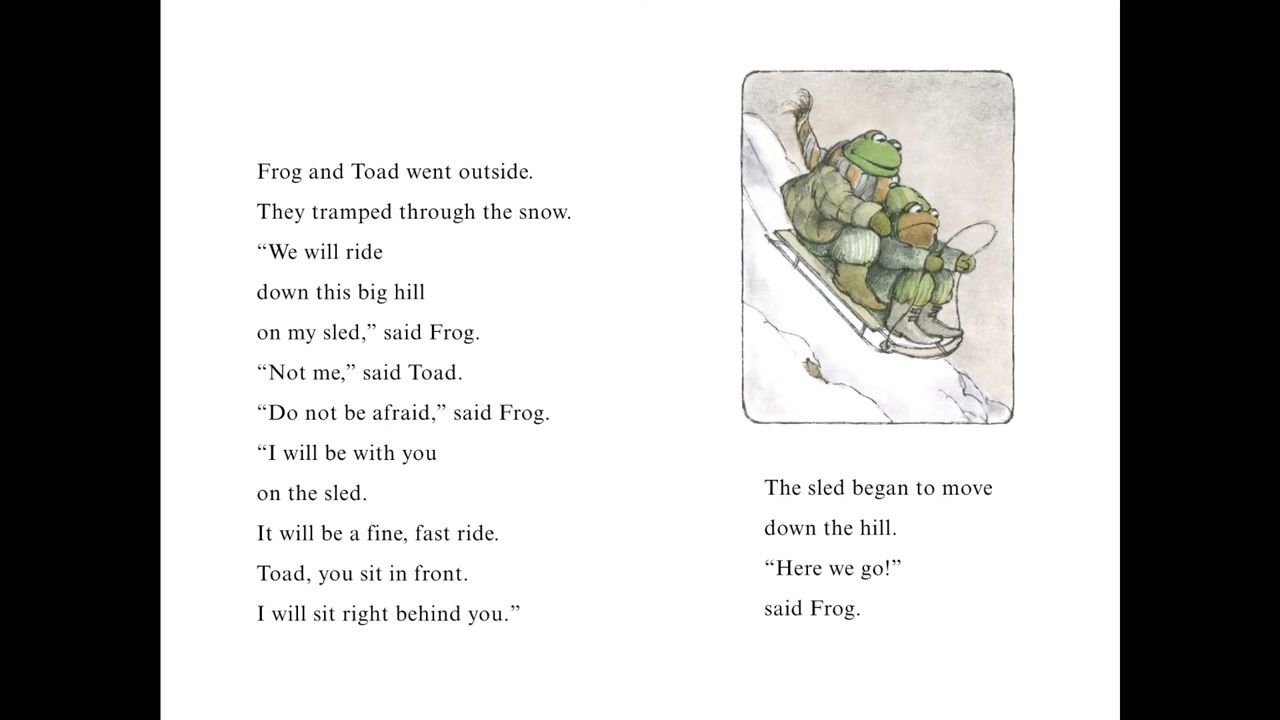 Frog and Toad went outside.
They tramped through the snow.
“We will ride
down this big hill
on my sled,” said Frog.
“Not me,” said Toad.
“Do not be afraid,” said Frog.
“I will be with you
on the sled.
It will be a fine, fast ride.
Toad, you sit in front.
I will sit right behind you.”
The sled began to move
down the hill.
“Here we go!”
said Frog.